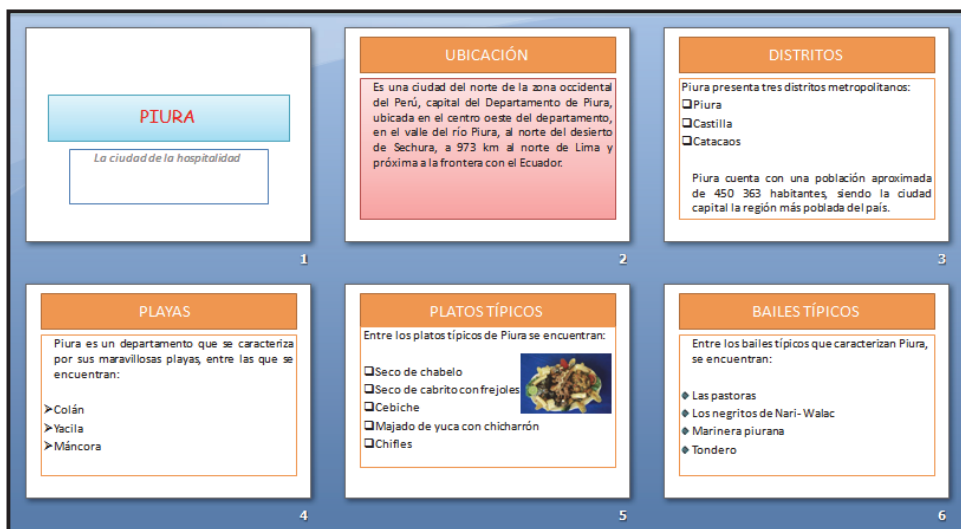 PIURA
La ciudad de la hospitalidad
1
UBICACIÓN
Es una ciudad del norte de la zona occidental
del Perú, capital del Departamento de Piura,
ubicada en el centro oeste del departamento,
en el valle del río Piura, al norte del desierto
de Sechura, a 973 km al norte de Lima y
próxima a la frontera con el Ecuador.
2
DISTRITOS
Piura presenta tres distritos metropolitanos:
Piura
Castilla
Catacaos
Piura cuenta con una población aproximada
de 450 363 habitantes, siendo la ciudad
capital la región más poblada del país.
3
PLAYAS
Piura es un departamento que se caracteriza
por sus maravillosas playas, entre las que se
encuentran:
Colán
Yacila
Máncora
4
PLATOS TÍPICOS
Entre los platos típicos de Piura se encuentran:
Seco de chabelo
Seco de cabrito con frejoles
Cebiche
Majado de yuca con chicharrón
Chifles
5
BAILES TÍPICOS
Entre los bailes típicos que caracterizan Piura,
se encuentran:
Las pastoras
Los negritos de Nari- Walac
Marinera piurana
Tondero
6